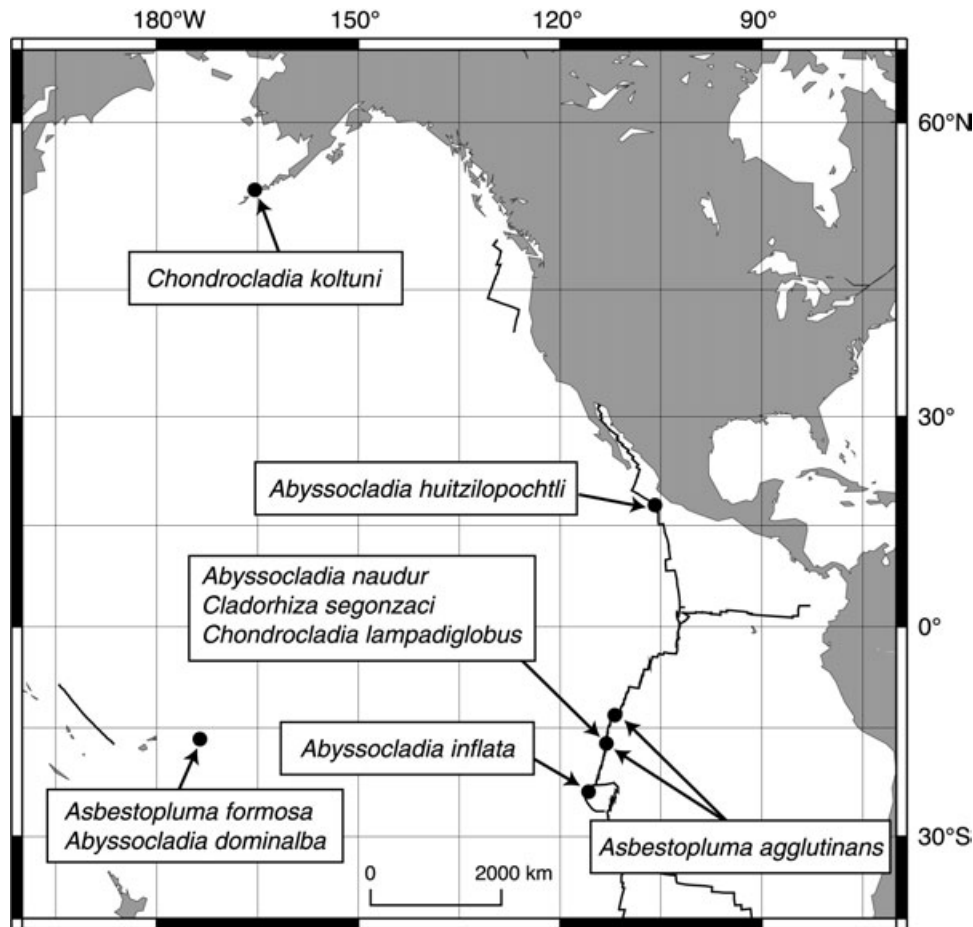 180°W 150° 120° 90°
60°N
Chondrocladia koltuni
30°
Abyssocladia huitzilopochtli
Abyssocladia naudur
Cladorhiza segonzaci
Chondrocladia lampadiglobus
0°
Abyssocladia inflata
Asbestopluma formosa
Abyssocladia dominalba
30°S
Asbestopluma agglutinans
0 2000 km